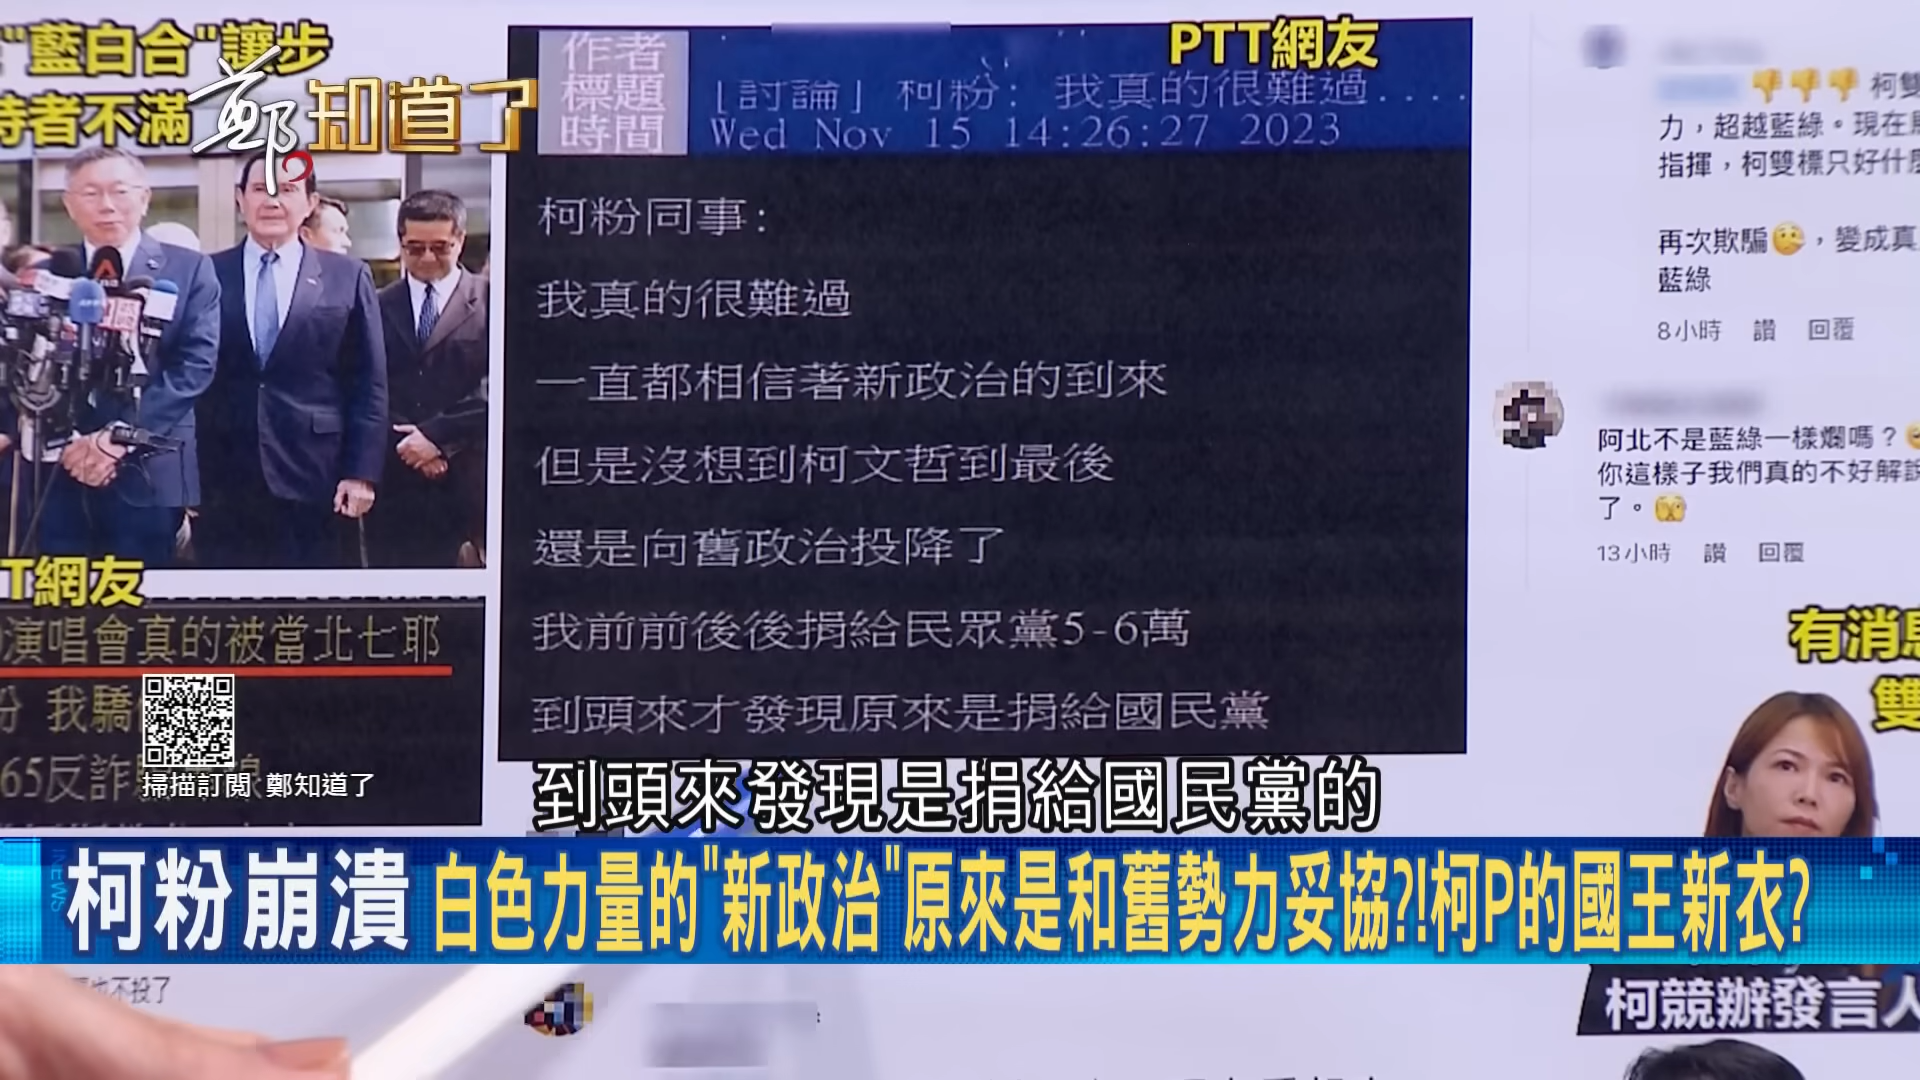 "藍白合"讓步
持者不滿
鄭知道了
作者
標題
時間
PTT網友
[討論] 柯粉: 我真的很難過....
Wed Nov 15 14:26:27 2023
柯粉同事:
我真的很難過
一直都相信著新政治的到來
但是沒想到柯文哲到最後
還是向舊政治投降了
我前前後後捐給民眾黨5-6萬
到頭來才發現原來是捐給國民黨
柯雙
力，超越藍綠。現在
指揮，柯雙標只好什
再次欺騙，變成真
藍綠
8小時 讚 回覆
阿北不是藍綠一樣爛嗎？
你這樣子我們真的不好解說
了。
13小時 讚 回覆
T網友
演唱會真的被當北七耶
粉 我驕
65反詐騙 線
掃描訂閱 鄭知道了
有消息
雙
到頭來發現是捐給國民黨的
柯粉崩潰 白色力量的"新政治"原來是和舊勢力妥協?!柯P的國王新衣?
INEWS
也不投了
柯競辦發言人